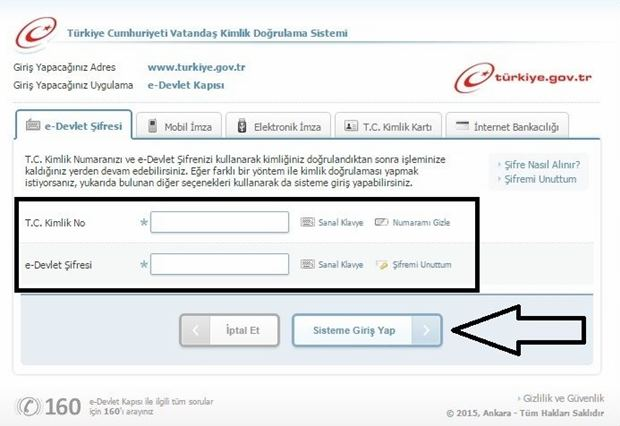 Türkiye Cumhuriyeti Vatandaş Kimlik Doğrulama Sistemi
Giriş Yapacağınız Adres www.turkiye.gov.tr
Giriş Yapacağınız Uygulama e-Devlet Kapısı
türkiye.gov.tr
e-Devlet Şifresi Mobil İmza Elektronik İmza T.C. Kimlik Kartı İnternet Bankacılığı
T.C. Kimlik Numaranızı ve e-Devlet Şifrenizi kullanarak kimliğiniz doğrulandıktan sonra işleminize
kaldığınız yerden devam edebilirsiniz. Eğer farklı bir yöntem ile kimlik doğrulaması yapmak
istiyorsanız, yukarıda bulunan diğer seçenekleri kullanarak da sisteme giriş yapabilirsiniz.
Şifre Nasıl Alınır?
Şifremi Unuttum
T.C. Kimlik No * Sanal Klavye Numaramı Gizle
e-Devlet Şifresi * Sanal Klavye Şifremi Unuttum
İptal Et Sisteme Giriş Yap
160 e-Devlet Kapısı ile ilgili tüm sorular
için 160'ı arayınız
Gizlilik ve Güvenlik
© 2015, Ankara - Tüm Hakları Saklıdır